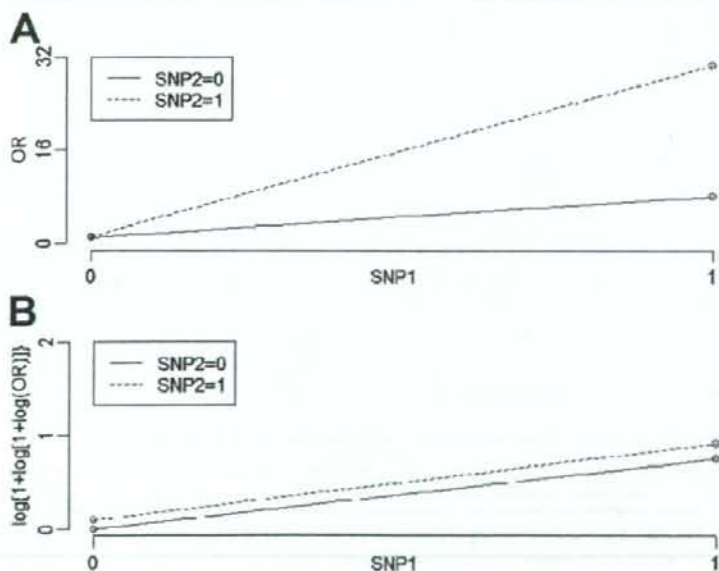 A
32
16
0
OR
SNP2=0
SNP2=1
0
SNP1
1
B
2
1
0
log{1+log[1+log(OR)]}
SNP2=0
SNP2=1
0
SNP1
1